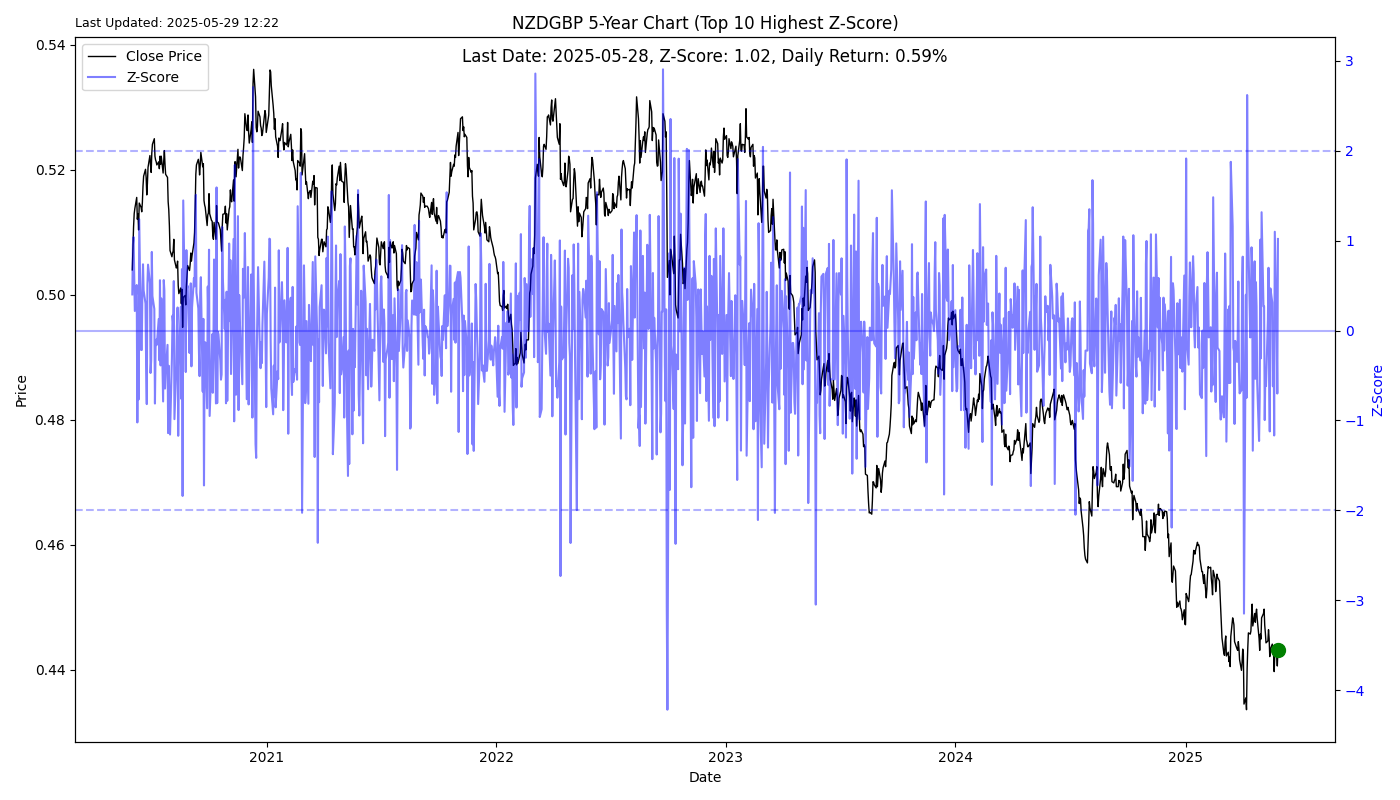 Last Updated: 2025-05-29 12:22
NZDGBP 5-Year Chart (Top 10 Highest Z-Score)
Last Date: 2025-05-28, Z-Score: 1.02, Daily Return: 0.59%
Close Price
Z-Score
0.54
0.52
0.50
0.48
0.46
0.44
Price
3
2
1
0
−1
−2
−3
−4
Z-Score
2021
2022
2023
2024
2025
Date